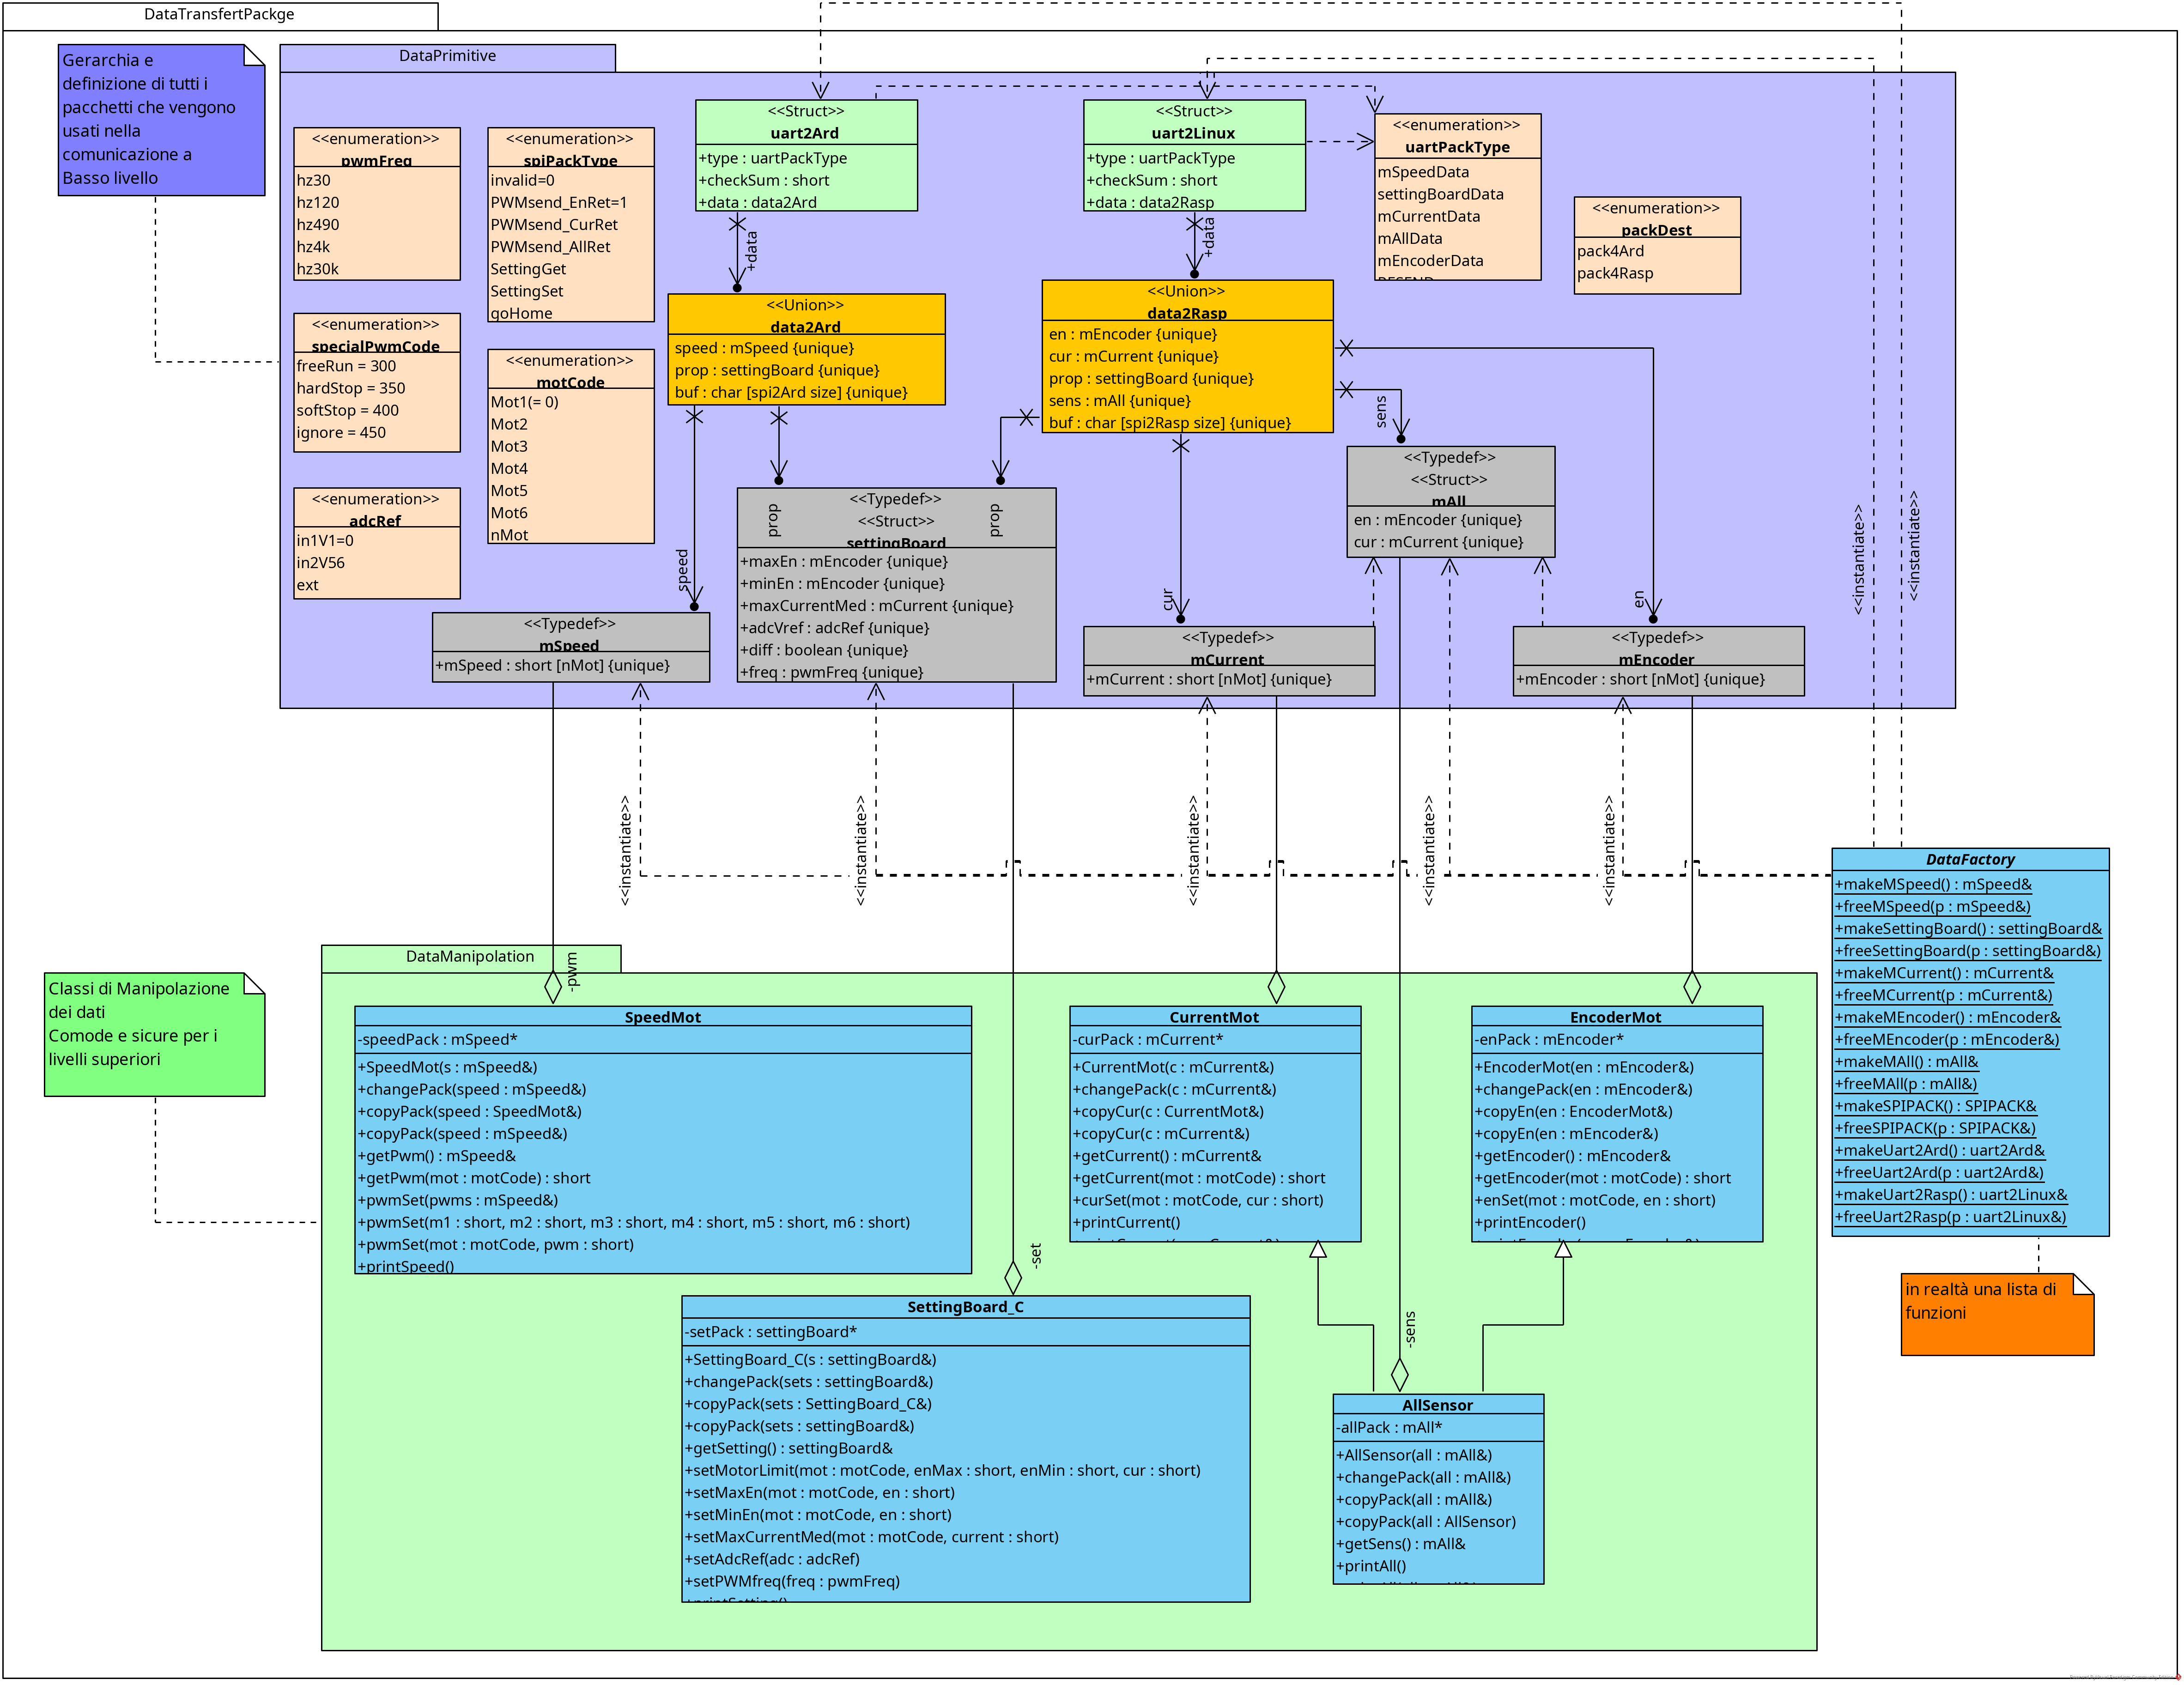 DataTransfertPackge
Gerarchia e
definizione di tutti i
pacchetti che vengono
usati nella
comunicazione a
Basso livello
DataPrimitive
<<enumeration>>
pwmFreq
hz30
hz120
hz490
hz4k
hz30k
<<enumeration>>
spiPackType
invalid=0
PWMsend_EnRet=1
PWMsend_CurRet
PWMsend_AllRet
SettingGet
SettingSet
goHome
<<Struct>>
uart2Ard
+type : uartPackType
+checkSum : short
+data : data2Ard
<<Struct>>
uart2Linux
+type : uartPackType
+checkSum : short
+data : data2Rasp
<<enumeration>>
uartPackType
mSpeedData
settingBoardData
mCurrentData
mAllData
mEncoderData
<<enumeration>>
packDest
pack4Ard
pack4Rasp
+data
+data
<<enumeration>>
specialPwmCode
freeRun = 300
hardStop = 350
softStop = 400
ignore = 450
<<enumeration>>
motCode
Mot1(= 0)
Mot2
Mot3
Mot4
Mot5
Mot6
nMot
<<Union>>
data2Ard
speed : mSpeed {unique}
prop : settingBoard {unique}
buf : char [spi2Ard size] {unique}
<<Union>>
data2Rasp
en : mEncoder {unique}
cur : mCurrent {unique}
prop : settingBoard {unique}
sens : mAll {unique}
buf : char [spi2Rasp size] {unique}
sens
<<enumeration>>
adcRef
in1V1=0
in2V56
ext
<<Typedef>>
<<Struct>>
settingBoard
prop
prop
+maxEn : mEncoder {unique}
+minEn : mEncoder {unique}
+maxCurrentMed : mCurrent {unique}
+adcVref : adcRef {unique}
+diff : boolean {unique}
+freq : pwmFreq {unique}
<<Typedef>>
<<Struct>>
mAll
en : mEncoder {unique}
cur : mCurrent {unique}
speed
cur
en
<<Typedef>>
mSpeed
+mSpeed : short [nMot] {unique}
<<Typedef>>
mCurrent
+mCurrent : short [nMot] {unique}
<<Typedef>>
mEncoder
+mEncoder : short [nMot] {unique}
<<instantiate>>
<<instantiate>>
<<instantiate>>
<<instantiate>>
<<instantiate>>
<<instantiate>>
<<instantiate>>
DataFactory
+makeMSpeed() : mSpeed&
+freeMSpeed(p : mSpeed&)
+makeSettingBoard() : settingBoard&
+freeSettingBoard(p : settingBoard&)
+makeMCurrent() : mCurrent&
+freeMCurrent(p : mCurrent&)
+makeMEncoder() : mEncoder&
+freeMEncoder(p : mEncoder&)
+makeMAll() : mAll&
+freeMAll(p : mAll&)
+makeSPIPACK() : SPIPACK&
+freeSPIPACK(p : SPIPACK&)
+makeUart2Ard() : uart2Ard&
+freeUart2Ard(p : uart2Ard&)
+makeUart2Rasp() : uart2Linux&
+freeUart2Rasp(p : uart2Linux&)
in realtà una lista di
funzioni
Classi di Manipolazione
dei dati
Comode e sicure per i
livelli superiori
DataManipolation
-pwm
SpeedMot
-speedPack : mSpeed*
+SpeedMot(s : mSpeed&)
+changePack(speed : mSpeed&)
+copyPack(speed : SpeedMot&)
+copyPack(speed : mSpeed&)
+getPwm() : mSpeed&
+getPwm(mot : motCode) : short
+pwmSet(pwms : mSpeed&)
+pwmSet(m1 : short, m2 : short, m3 : short, m4 : short, m5 : short, m6 : short)
+pwmSet(mot : motCode, pwm : short)
+printSpeed()
CurrentMot
-curPack : mCurrent*
+CurrentMot(c : mCurrent&)
+changePack(c : mCurrent&)
+copyCur(c : CurrentMot&)
+copyCur(c : mCurrent&)
+getCurrent() : mCurrent&
+getCurrent(mot : motCode) : short
+curSet(mot : motCode, cur : short)
+printCurrent()
EncoderMot
-enPack : mEncoder*
+EncoderMot(en : mEncoder&)
+changePack(en : mEncoder&)
+copyEn(en : EncoderMot&)
+copyEn(en : mEncoder&)
+getEncoder() : mEncoder&
+getEncoder(mot : motCode) : short
+enSet(mot : motCode, en : short)
+printEncoder()
-set
SettingBoard_C
-setPack : settingBoard*
+SettingBoard_C(s : settingBoard&)
+changePack(sets : settingBoard&)
+copyPack(sets : SettingBoard_C&)
+copyPack(sets : settingBoard&)
+getSetting() : settingBoard&
+setMotorLimit(mot : motCode, enMax : short, enMin : short, cur : short)
+setMaxEn(mot : motCode, en : short)
+setMinEn(mot : motCode, en : short)
+setMaxCurrentMed(mot : motCode, current : short)
+setAdcRef(adc : adcRef)
+setPWMfreq(freq : pwmFreq)
-sens
AllSensor
-allPack : mAll*
+AllSensor(all : mAll&)
+changePack(all : mAll&)
+copyPack(all : mAll&)
+copyPack(all : AllSensor)
+getSens() : mAll&
+printAll()